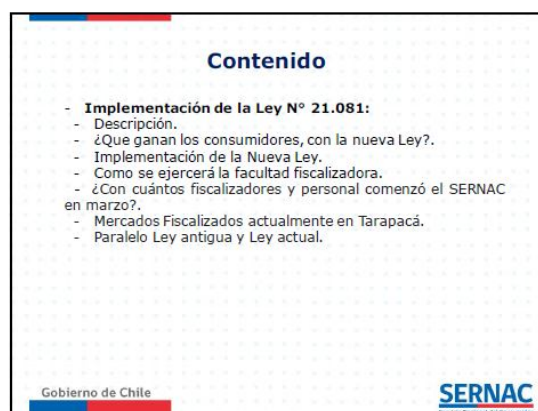 Contenido
- Implementación de la Ley N° 21.081:
- Descripción.
- ¿Que ganan los consumidores, con la nueva Ley?.
- Implementación de la Nueva Ley.
- Como se ejercerá la facultad fiscalizadora.
- ¿Con cuántos fiscalizadores y personal comenzó el SERNAC
en marzo?.
- Mercados Fiscalizados actualmente en Tarapacá.
- Paralelo Ley antigua y Ley actual.
Gobierno de Chile
SERNAC